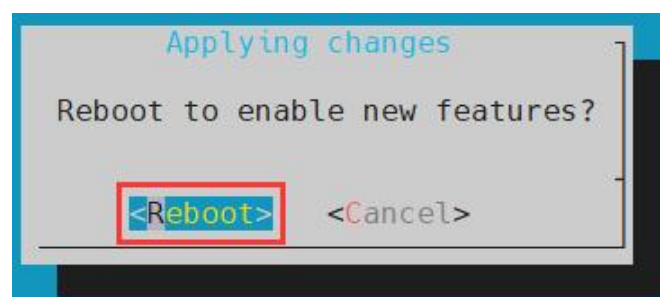 Applying changes
Reboot to enable new features?
<Reboot> <Cancel>